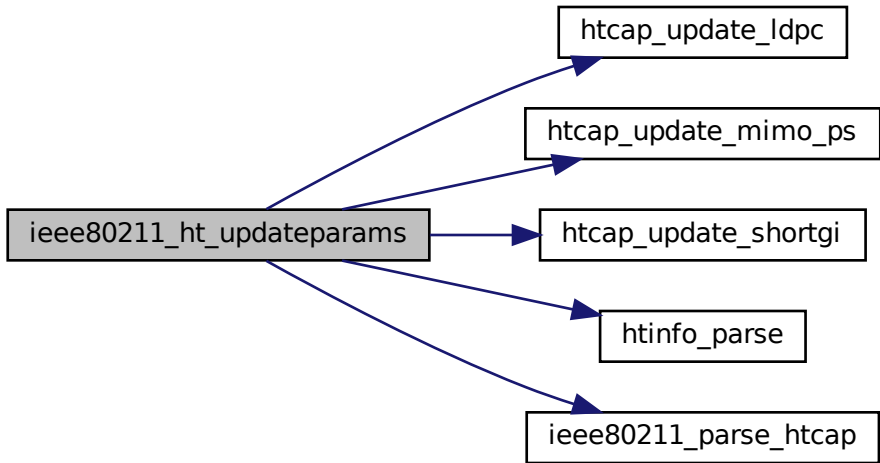 htcap_update_ldpc
htcap_update_mimo_ps
ieee80211_ht_updateparams
htcap_update_shortgi
htinfo_parse
ieee80211_parse_htcap